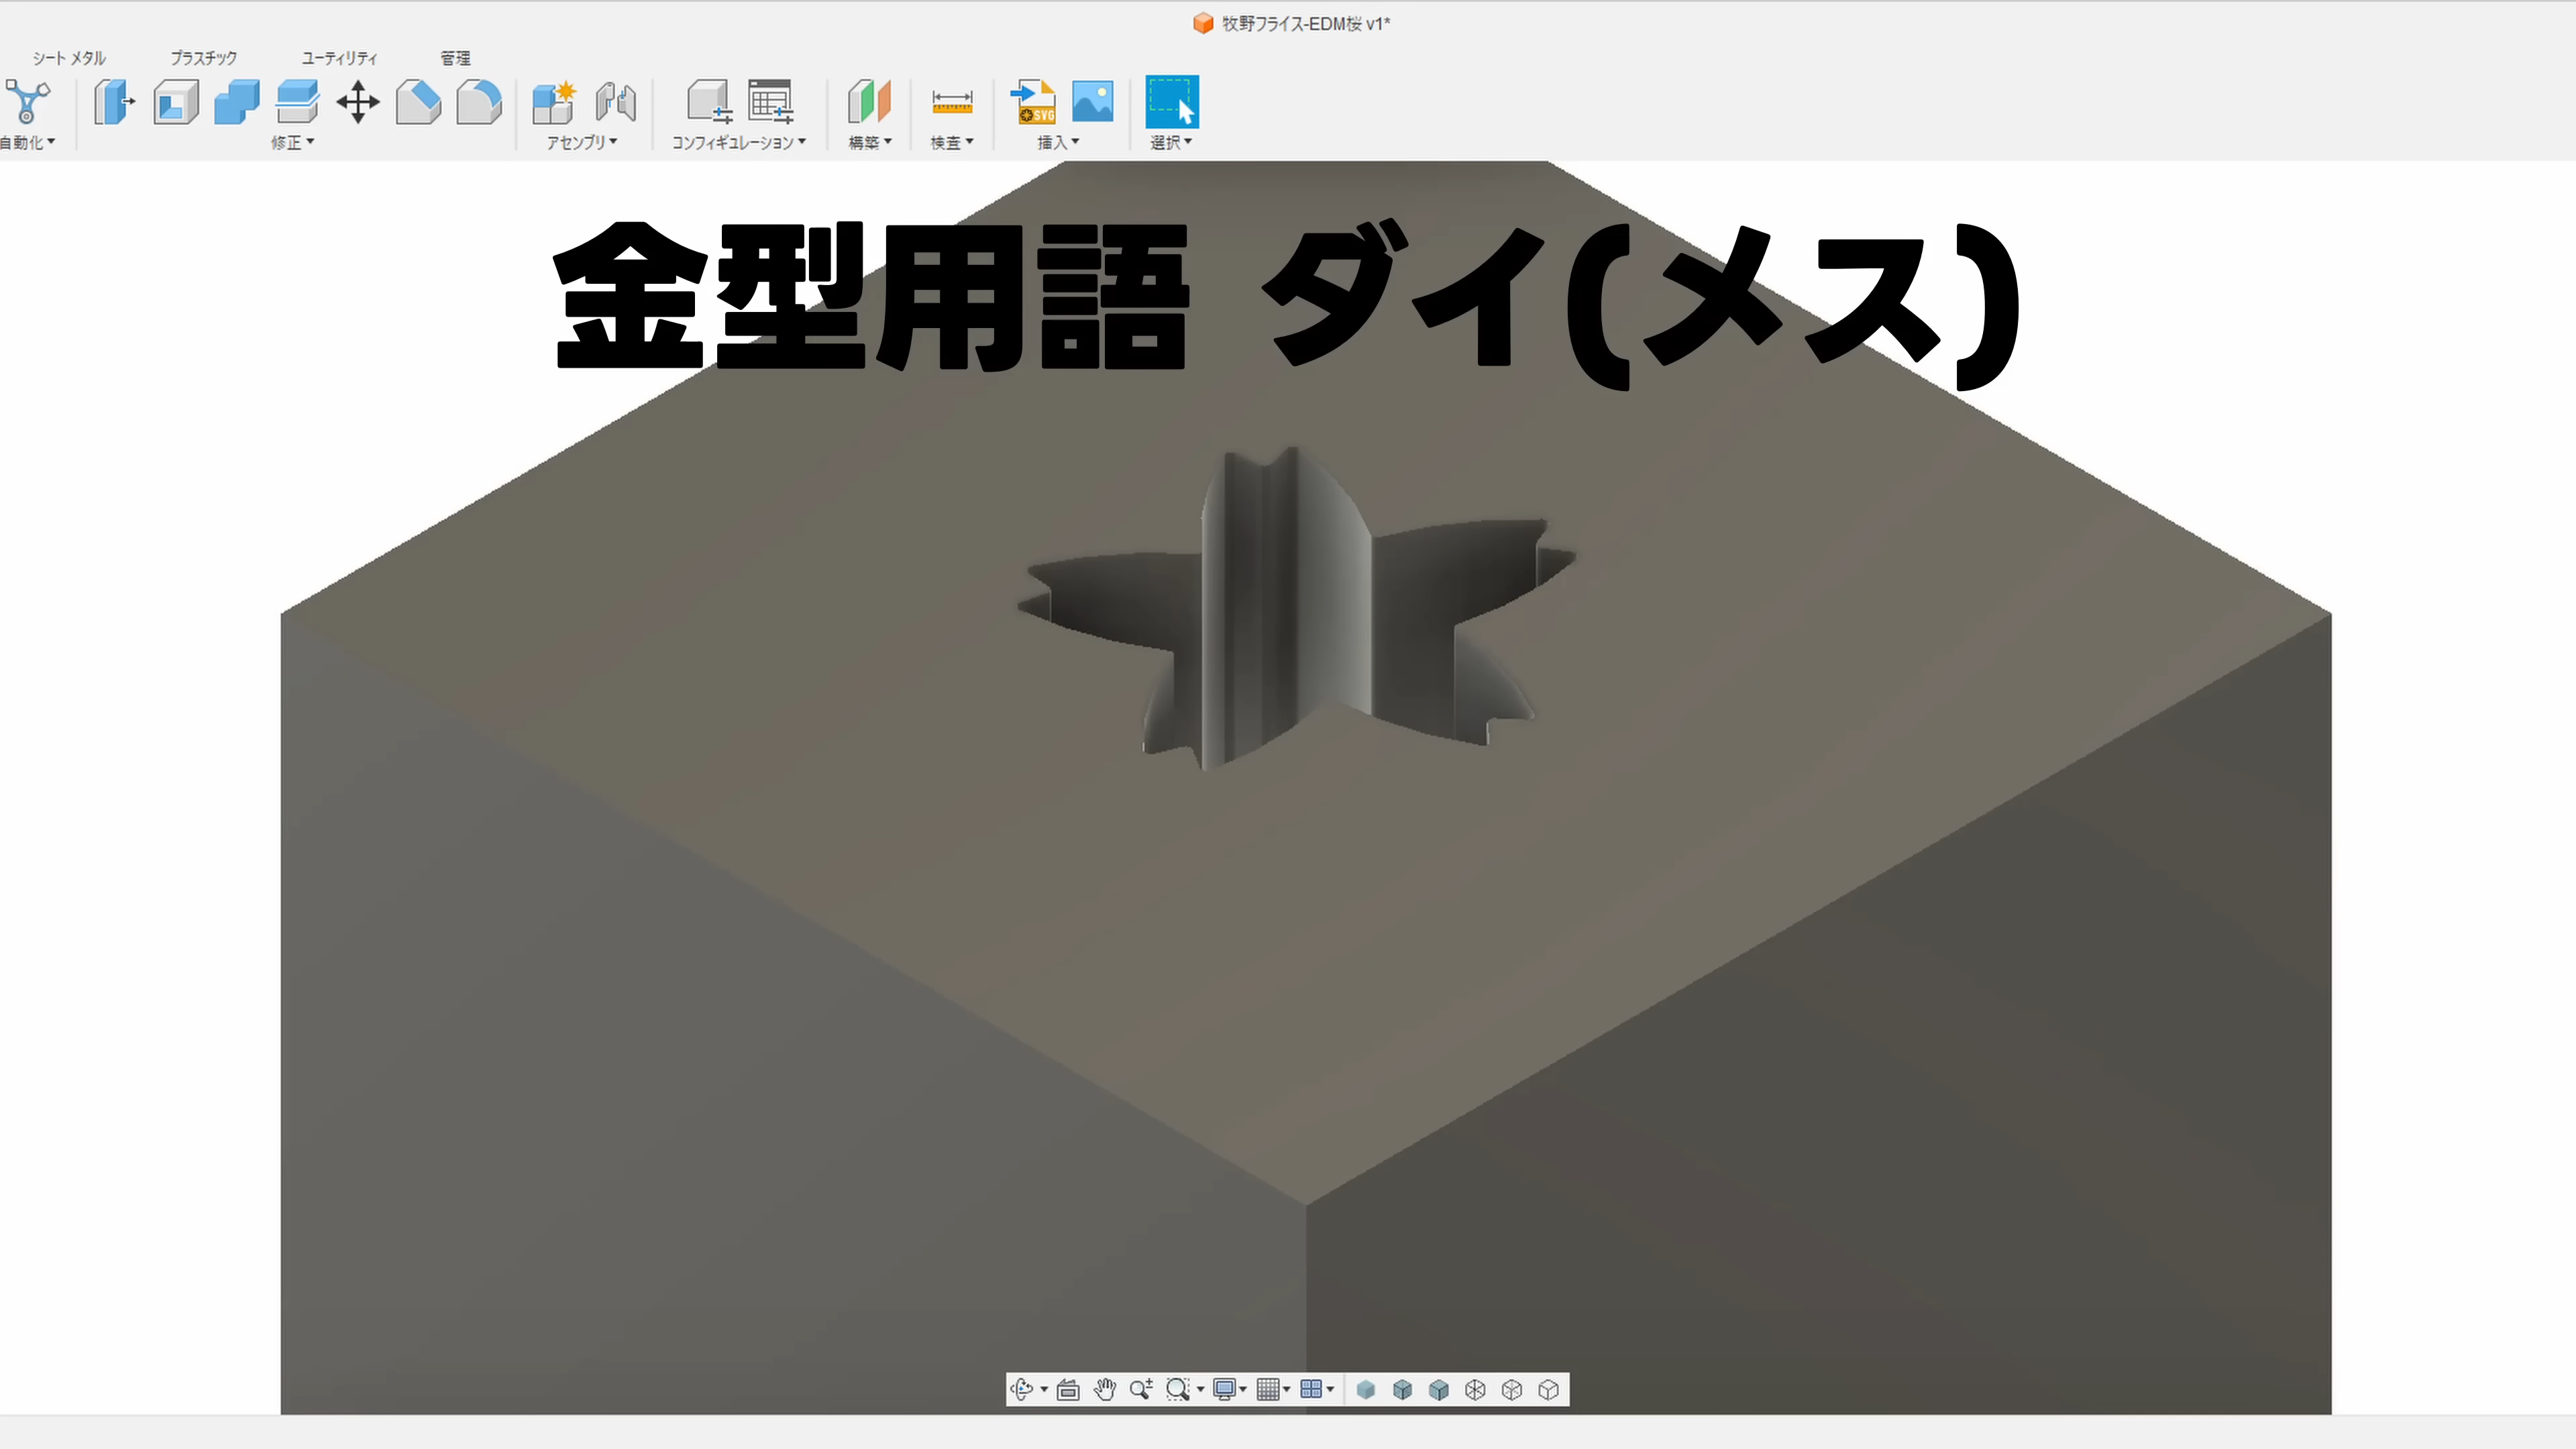 牧野フライス-EDM桜 v1*
シート メタル プラスチック ユーティリティ 管理
SVG
自動化 修正 アセンブリ コンフィギュレーション 構築 検査 挿入 選択
金型用語 ダイ(メス)